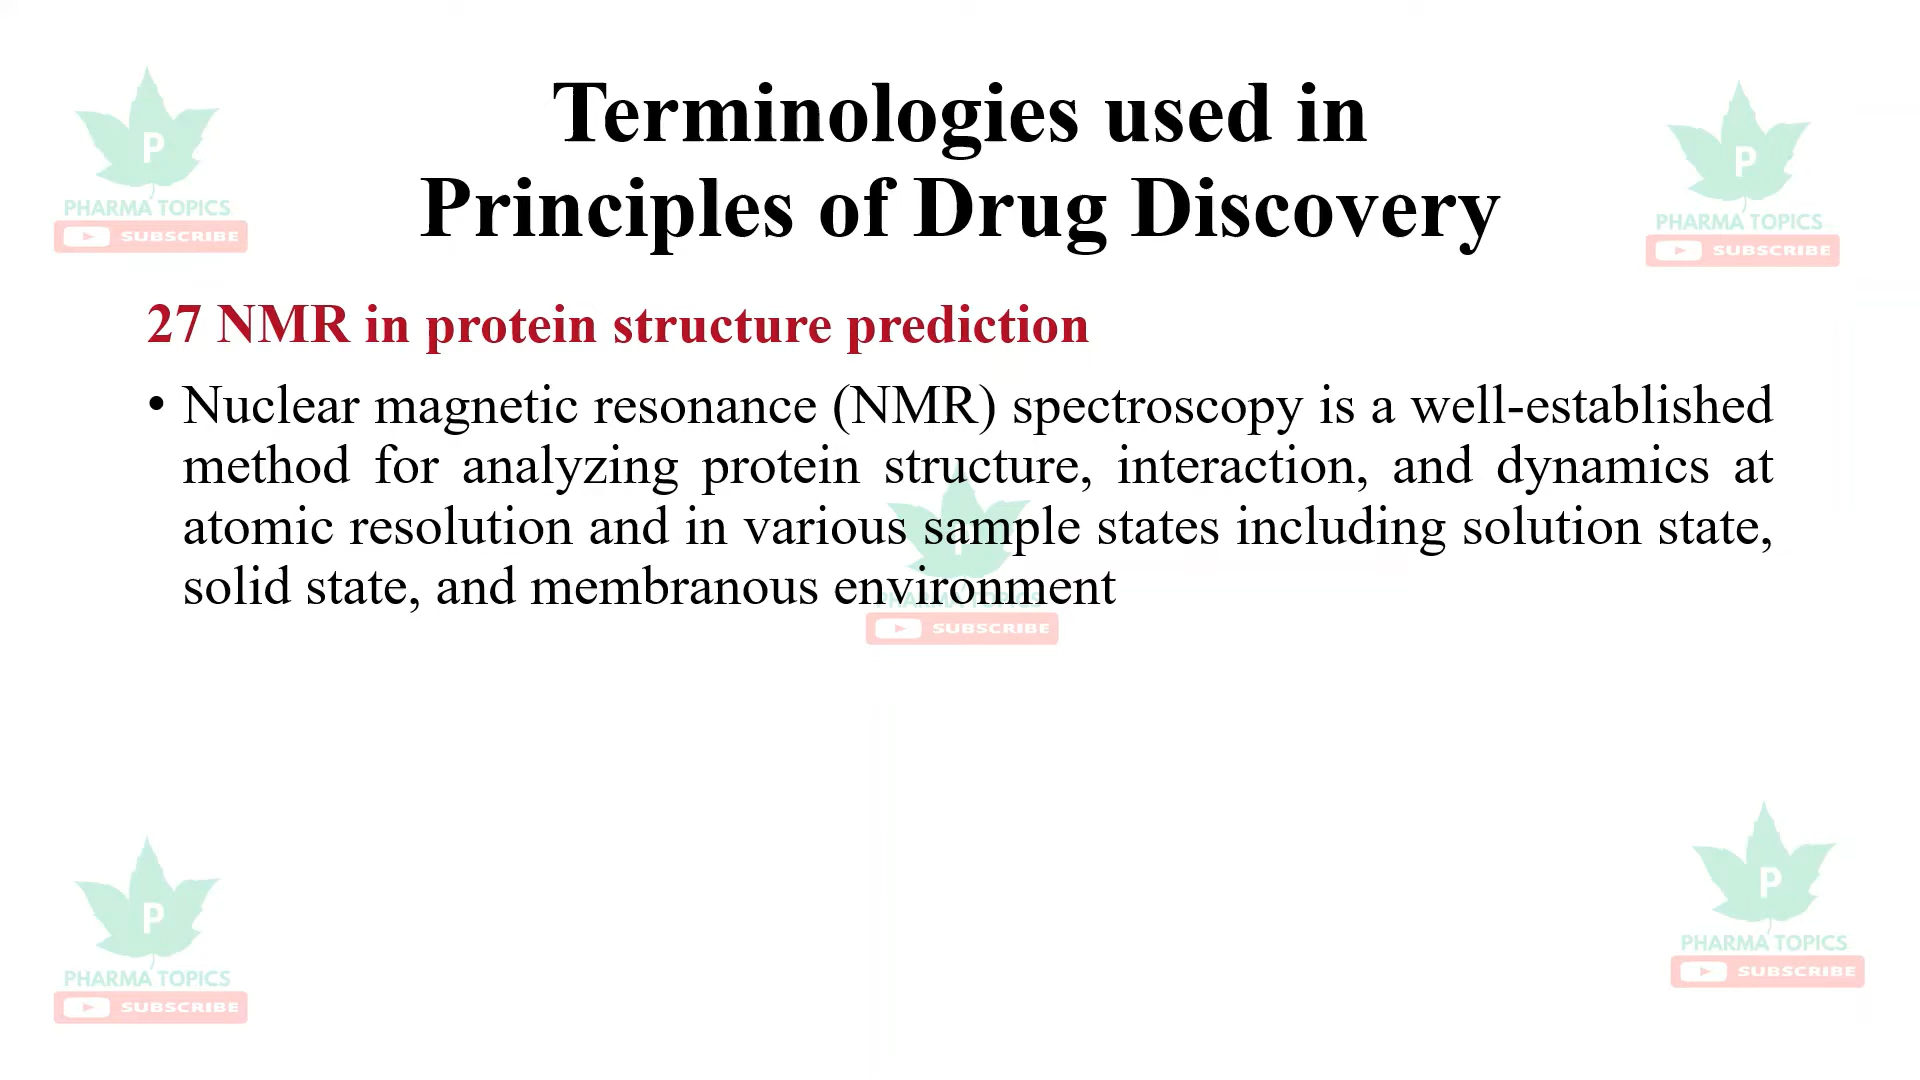 Terminologies used in
Principles of Drug Discovery
P
PHARMA TOPICS
SUBSCRIBE
P
PHARMA TOPICS
SUBSCRIBE
27 NMR in protein structure prediction
• Nuclear magnetic resonance (NMR) spectroscopy is a well-established
method for analyzing protein structure, interaction, and dynamics at
atomic resolution and in various sample states including solution state,
solid state, and membranous environment
PHARMA TOPICS
SUBSCRIBE
P
PHARMA TOPICS
SUBSCRIBE
P
PHARMA TOPICS
SUBSCRIBE